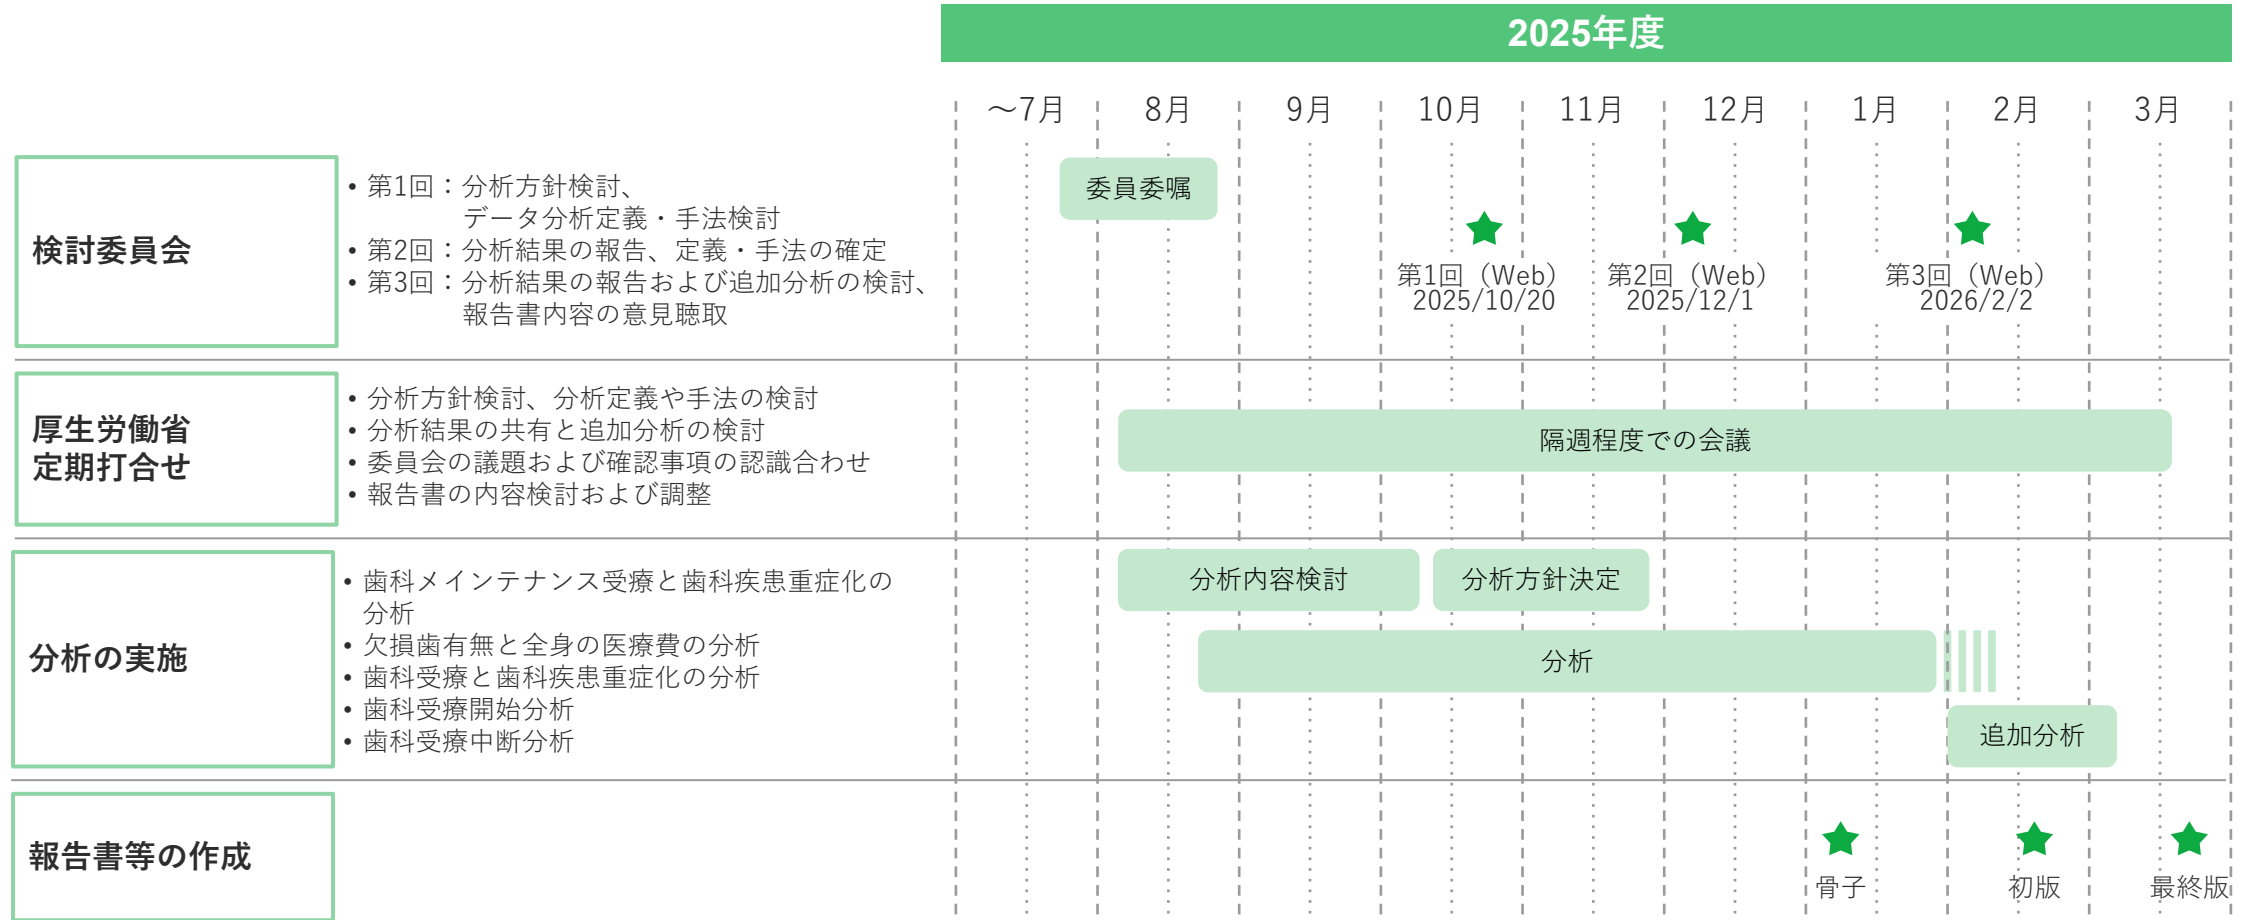 2025年度
～7月
8月
9月
10月
11月
12月
1月
2月
3月
検討委員会
• 第1回：分析方針検討、
データ分析定義・手法検討
• 第2回：分析結果の報告、定義・手法の確定
• 第3回：分析結果の報告および追加分析の検討、
報告書内容の意見聴取
委員委嘱
第1回（Web）
2025/10/20
第2回（Web）
2025/12/1
第3回（Web）
2026/2/2
厚生労働省
定期打合せ
• 分析方針検討、分析定義や手法の検討
• 分析結果の共有と追加分析の検討
• 委員会の議題および確認事項の認識合わせ
• 報告書の内容検討および調整
隔週程度での会議
分析の実施
• 歯科メインテナンス受療と歯科疾患重症化の
分析
• 欠損歯有無と全身の医療費の分析
• 歯科受療と歯科疾患重症化の分析
• 歯科受療開始分析
• 歯科受療中断分析
分析内容検討
分析方針決定
分析
追加分析
報告書等の作成
骨子
初版
最終版